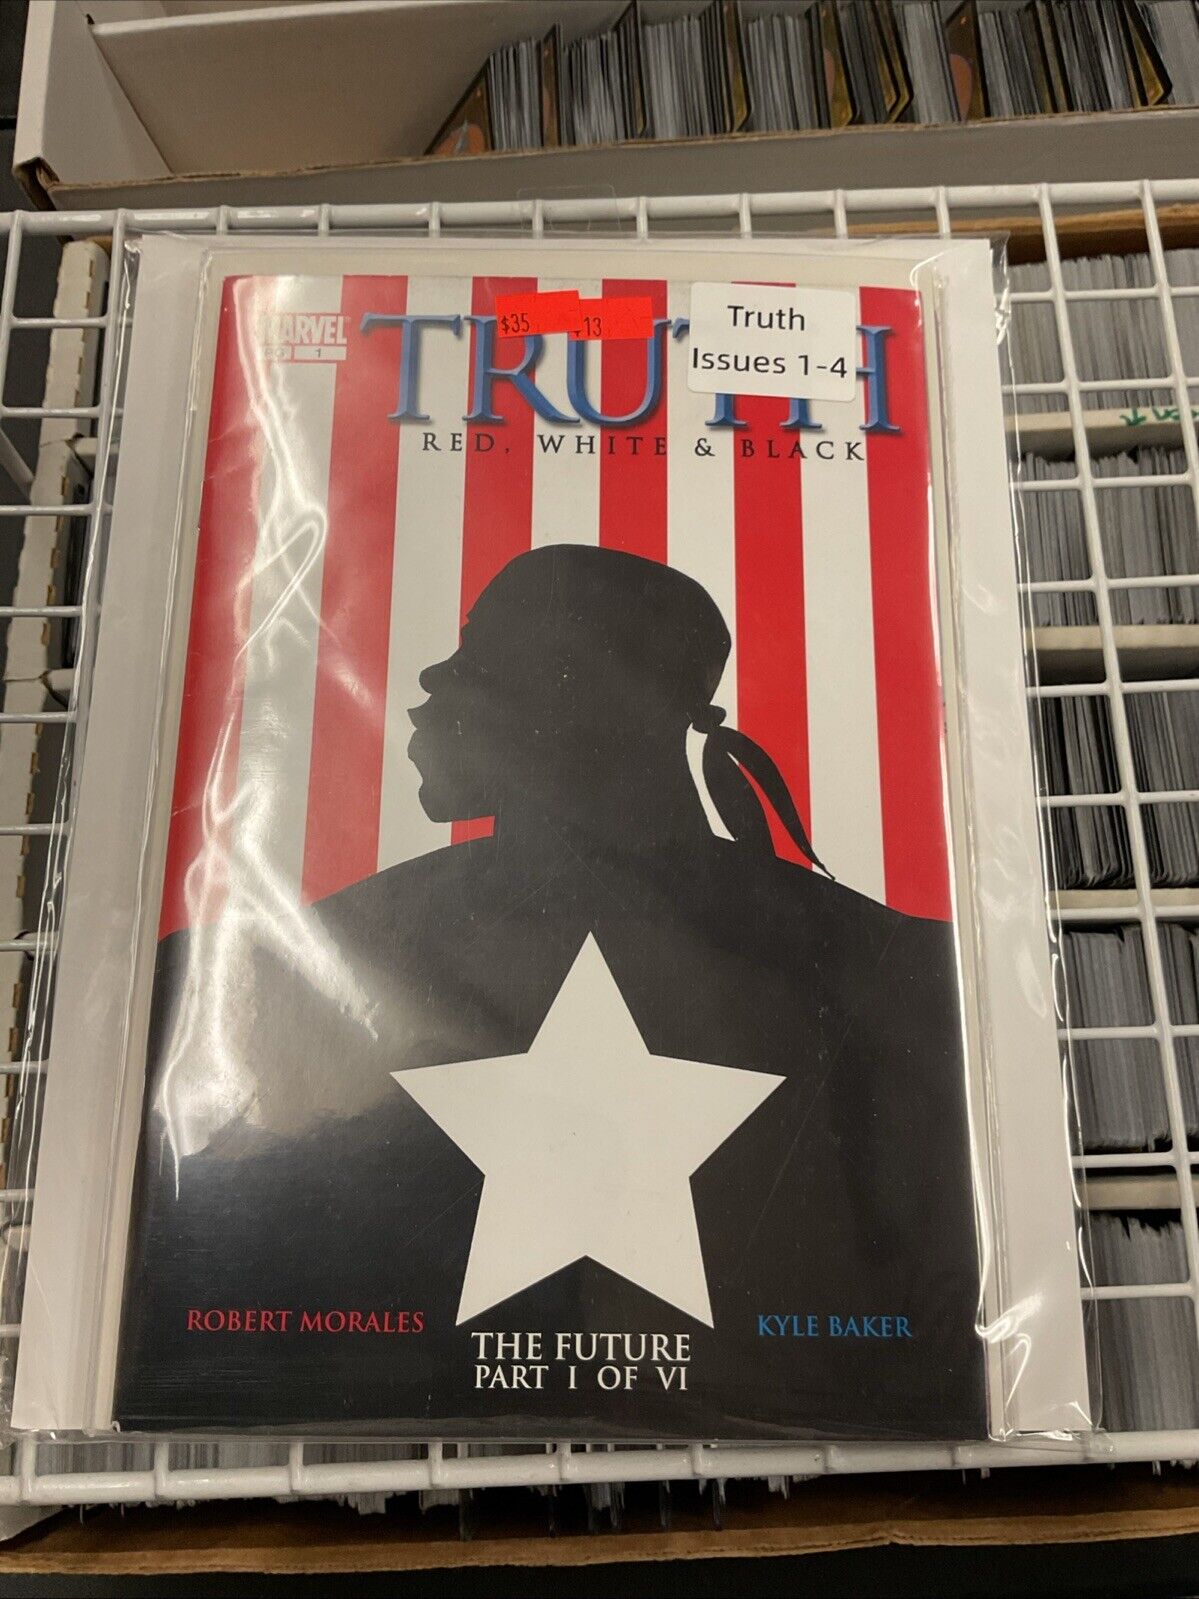 MARVEL
PG 1
TRUTH
$35
$13
Truth
Issues 1-4
RED, WHITE & BLACK
ROBERT MORALES
KYLE BAKER
THE FUTURE
PART I OF VI